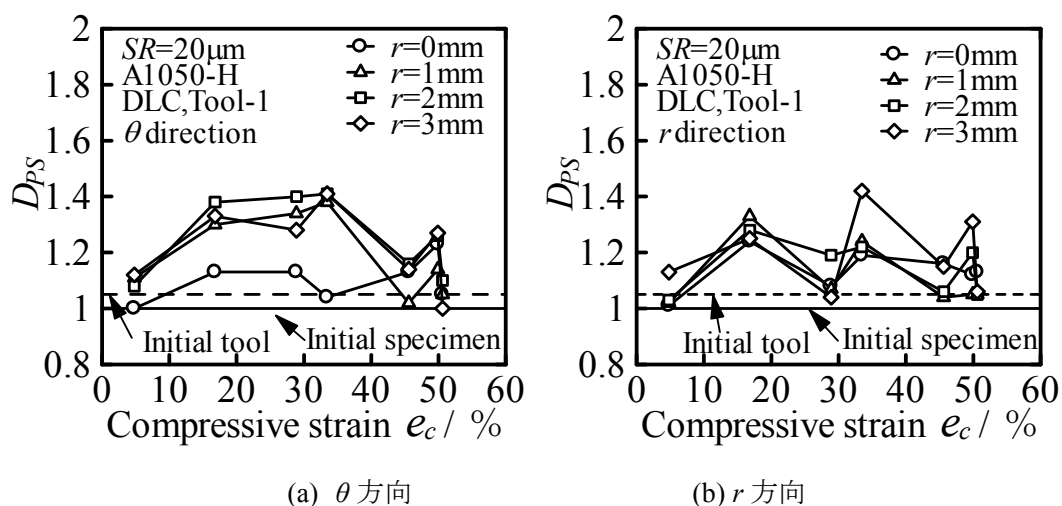 2
1.8
1.6
1.4
1.2
1
0.8
D_PS
SR=20μm
A1050-H
DLC,Tool-1
θ direction
r=0mm
r=1mm
r=2mm
r=3mm
Initial tool
Initial specimen
0 10 20 30 40 50 60
Compressive strain e_c / %
(a) θ 方向
2
1.8
1.6
1.4
1.2
1
0.8
D_PS
SR=20μm
A1050-H
DLC,Tool-1
r direction
r=0mm
r=1mm
r=2mm
r=3mm
Initial tool
Initial specimen
0 10 20 30 40 50 60
Compressive strain e_c / %
(b) r 方向